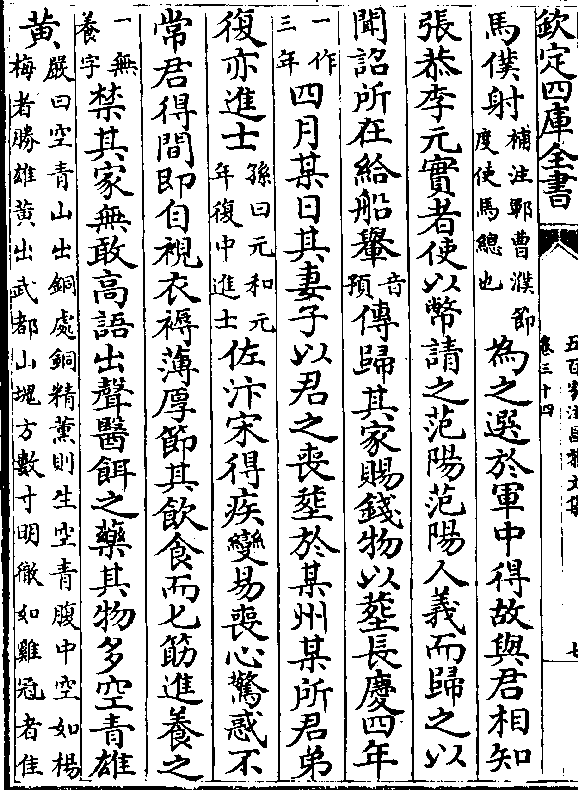 欽定四庫全書
五百家注昌黎文集
卷三十四
七
馬僕射補注鄆曹濮節度使馬總也為之選於軍中得故與君相知
張恭李元實者使以幣請之范陽范陽人義而歸之以
聞詔所在給船轝音預傳歸其家賜錢物以塟長慶四年
一作三年四月某日其妻子以君之喪塟於某州某所君弟
復亦進士孫曰元和元年復中進士佐汴宋得疾變易喪心驚惑不
常君得間即自視衣褥薄厚節其飲食而匕筯進養之
一無養字禁其家無敢高語出聲醫餌之藥其物多空青雄
黄嚴曰空青山出銅處銅精薫則生空青腹中空如楊梅者勝雄黄出武都山塊方數寸明徹如雞冠者佳